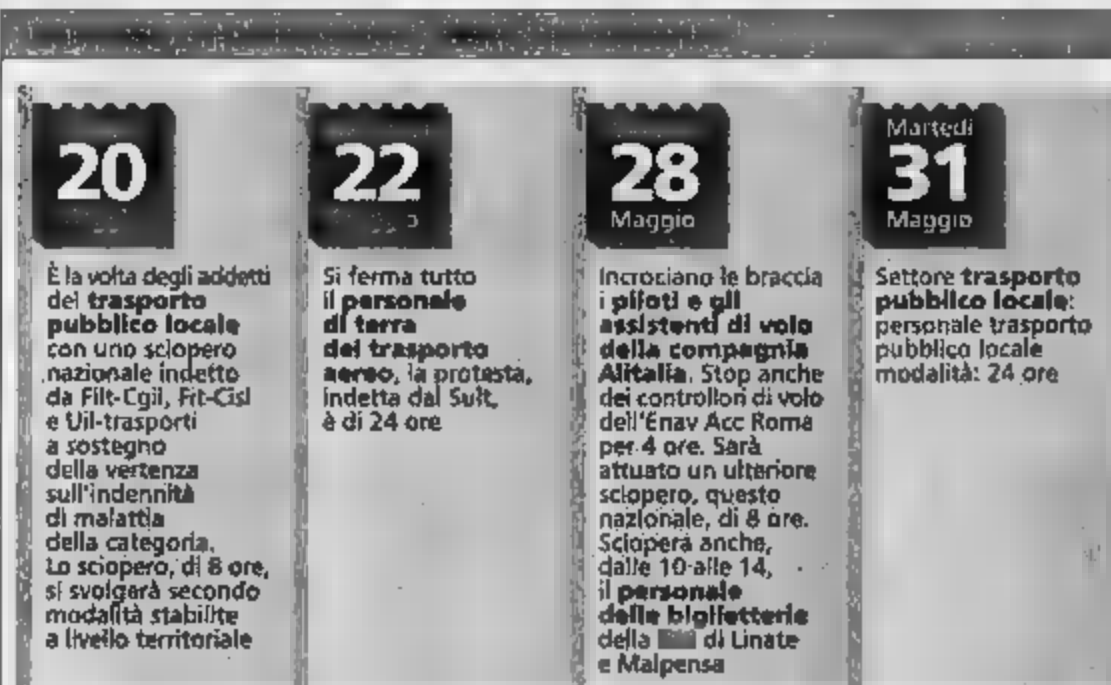 20
È la volta degli addetti
del trasporto
pubblico locale
con uno sciopero
nazionale indetto
da Filt-Cgil, Fit-Cisl
e Uil-trasporti
a sostegno
della vertenza
sull'indennità
di malattia
della categoria.
Lo sciopero, di 8 ore,
si svolgerà secondo
modalità stabilite
a livello territoriale
22
Si ferma tutto
il personale
di terra
del trasporto
aereo, la protesta,
indetta dal Sult,
è di 24 ore
28
Maggio
Incrociano le braccia
i piloti e gli
assistenti di volo
della compagnia
Alitalia. Stop anche
dei controllori di volo
dell'Enav Acc Roma
per 4 ore. Sarà
attuato un ulteriore
sciopero, questo
nazionale, di 8 ore.
Sciopera anche,
dalle 10 alle 14,
il personale
delle biglietterie
della di Linate
e Malpensa
Martedì
31
Maggio
Settore trasporto
pubblico locale:
personale trasporto
pubblico locale
modalità: 24 ore